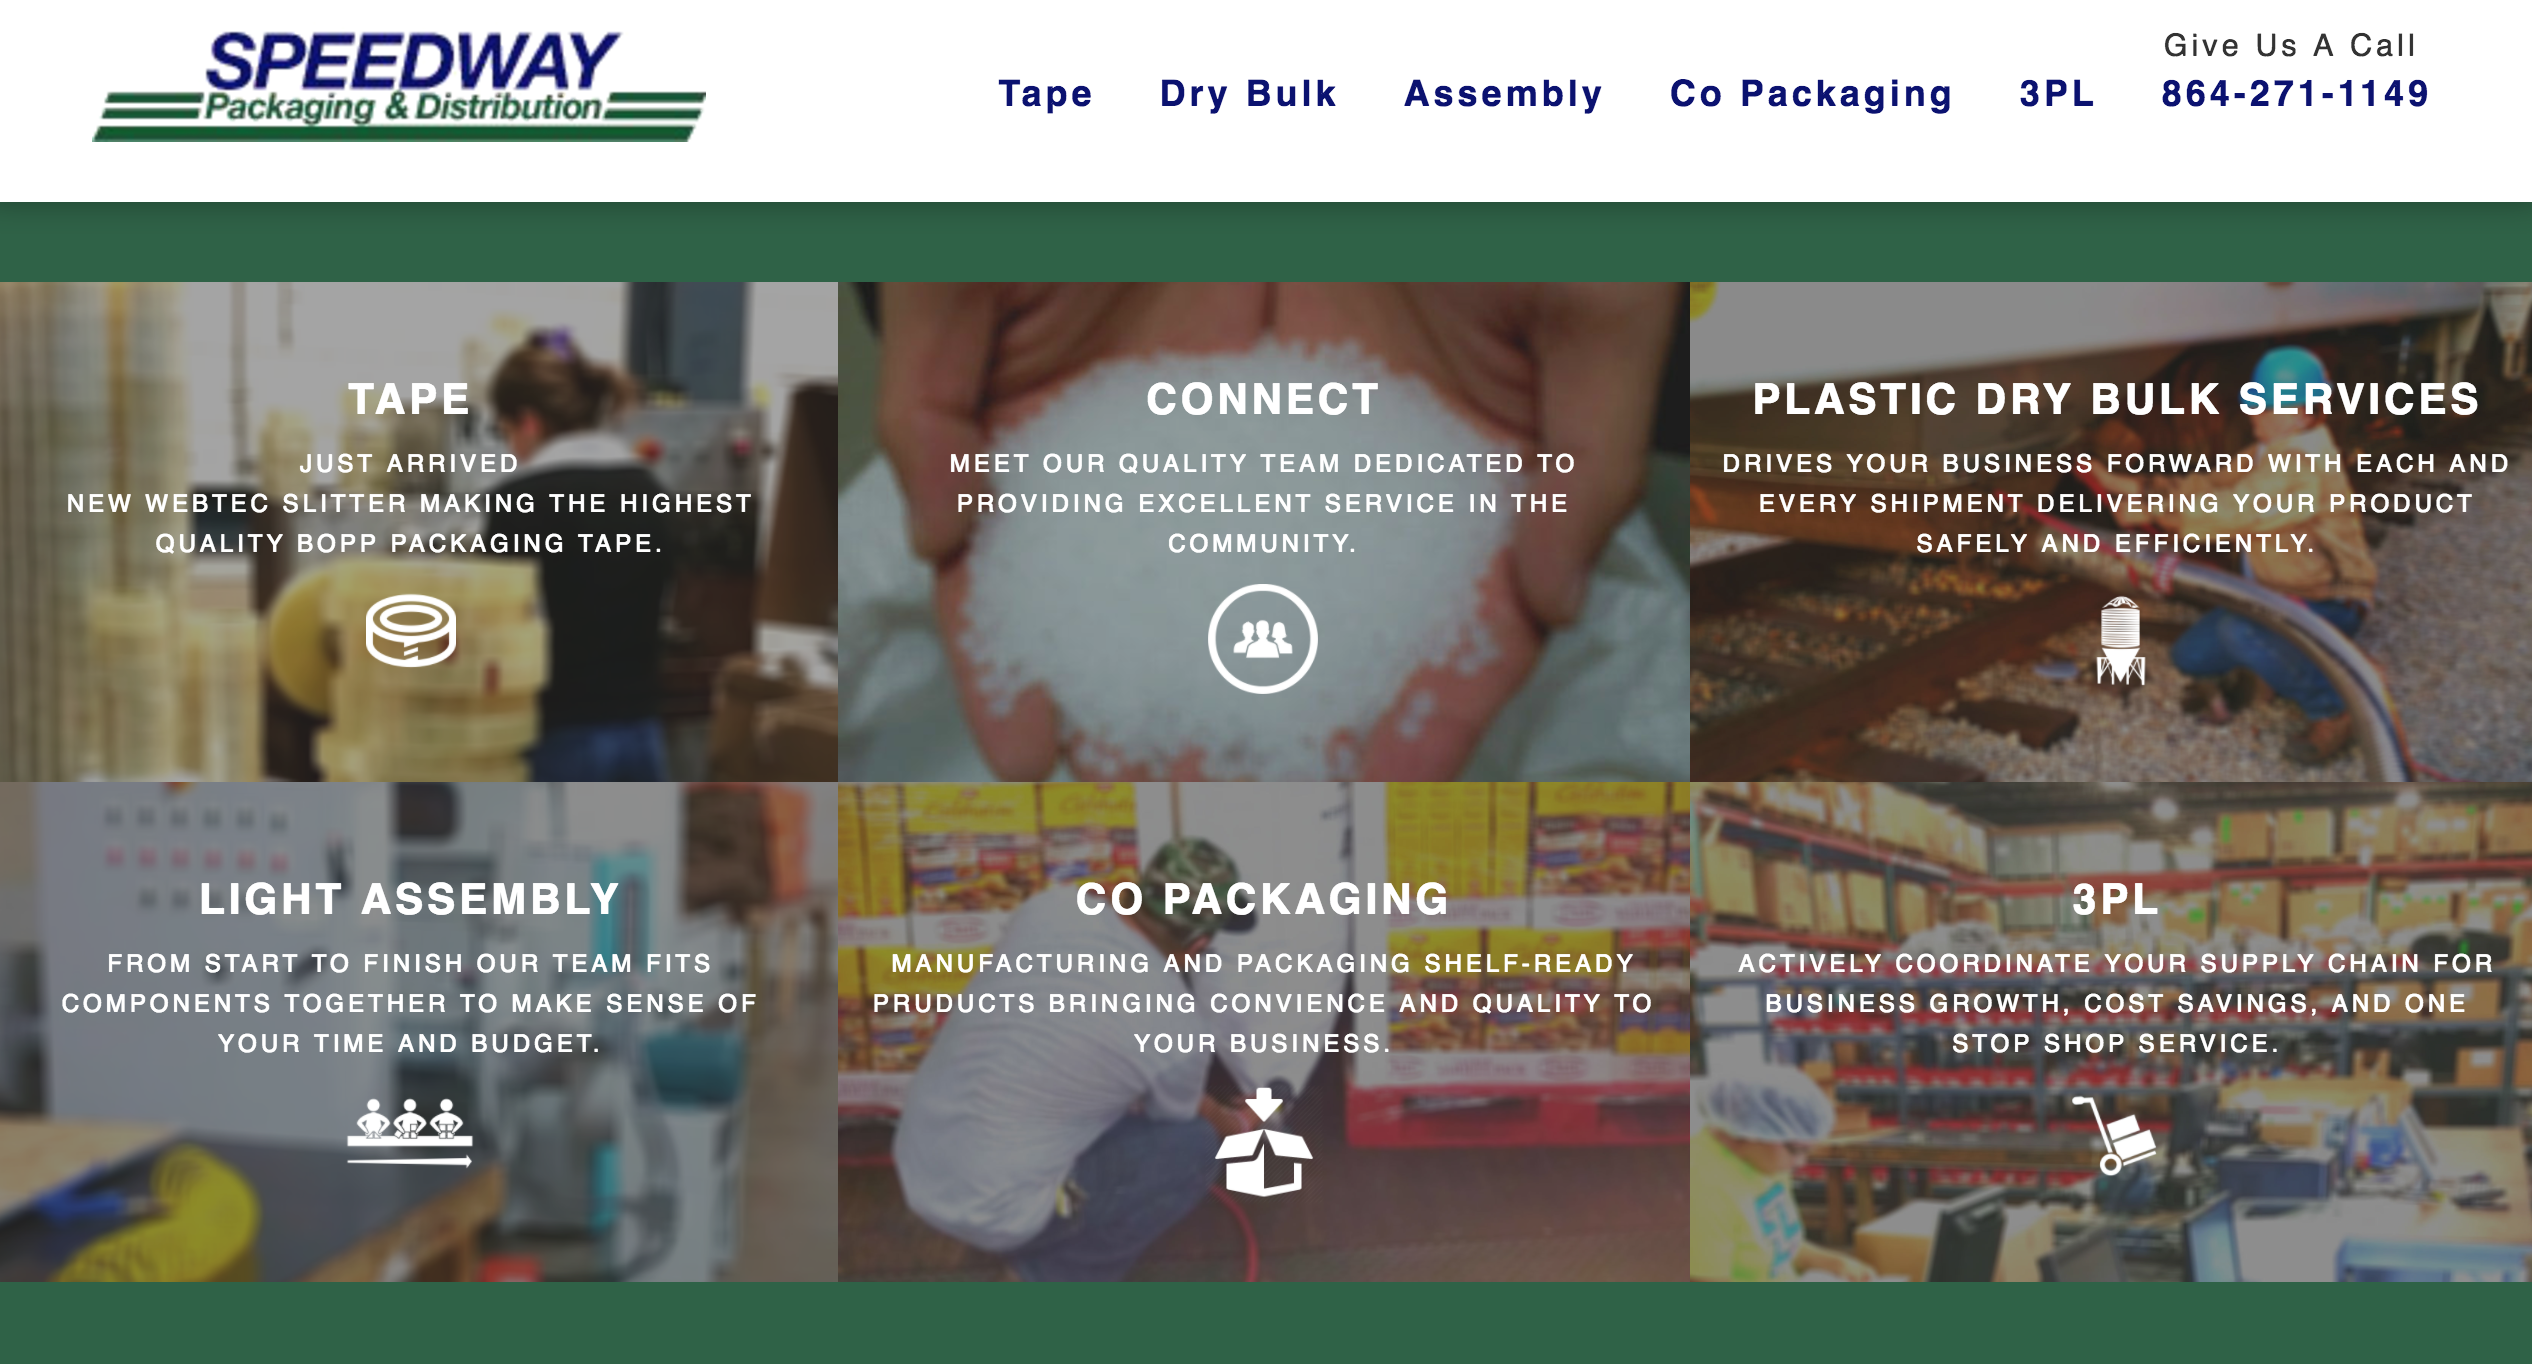 SPEEDWAY
Packaging & Distribution
Give Us A Call
Tape Dry Bulk Assembly Co Packaging 3PL 864-271-1149
TAPE
JUST ARRIVED
NEW WEBTEC SLITTER MAKING THE HIGHEST
QUALITY BOPP PACKAGING TAPE.
CONNECT
MEET OUR QUALITY TEAM DEDICATED TO
PROVIDING EXCELLENT SERVICE IN THE
COMMUNITY.
PLASTIC DRY BULK SERVICES
DRIVES YOUR BUSINESS FORWARD WITH EACH AND
EVERY SHIPMENT DELIVERING YOUR PRODUCT
SAFELY AND EFFICIENTLY.
LIGHT ASSEMBLY
FROM START TO FINISH OUR TEAM FITS
COMPONENTS TOGETHER TO MAKE SENSE OF
YOUR TIME AND BUDGET.
CO PACKAGING
MANUFACTURING AND PACKAGING SHELF-READY
PRUDUCTS BRINGING CONVIENCE AND QUALITY TO
YOUR BUSINESS.
3PL
ACTIVELY COORDINATE YOUR SUPPLY CHAIN FOR
BUSINESS GROWTH, COST SAVINGS, AND ONE
STOP SHOP SERVICE.